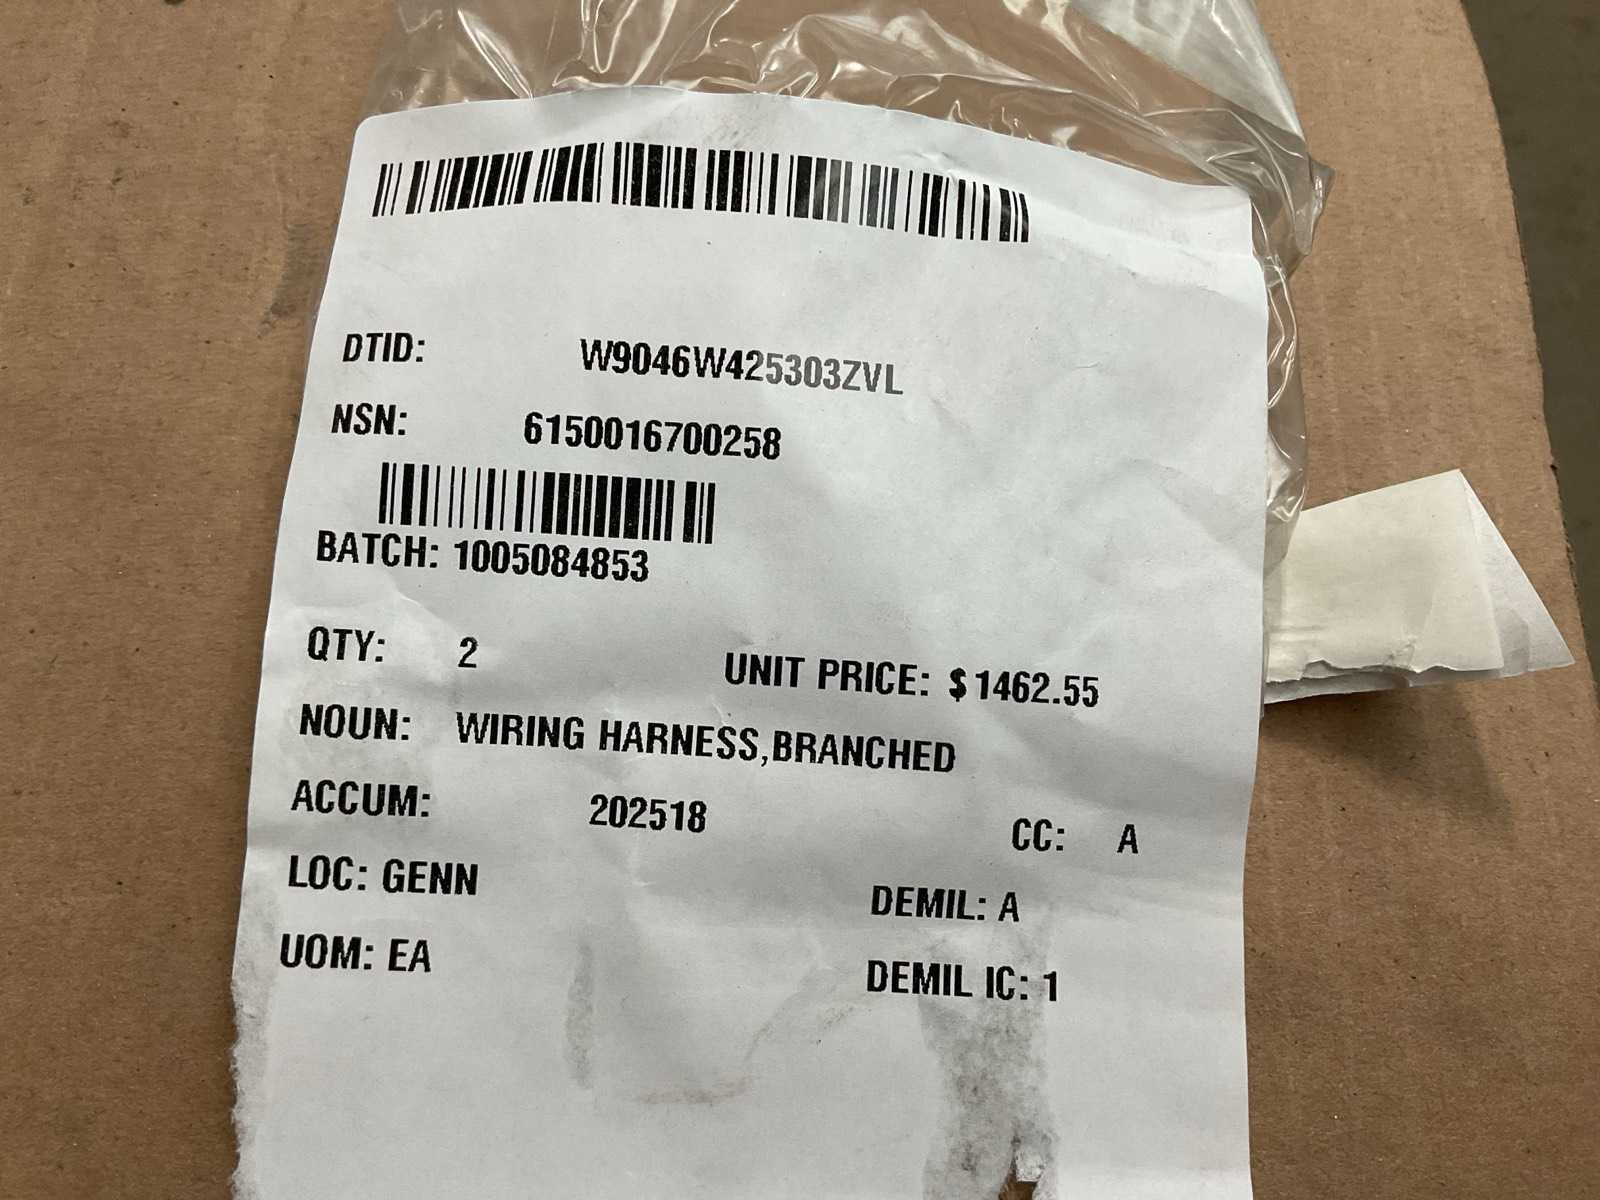 DTID: W9046W425303ZVL
NSN: 6150016700258
BATCH: 1005084853
QTY: 2 UNIT PRICE: $1462.55
NOUN: WIRING HARNESS,BRANCHED
ACCUM: 202518 CC: A
LOC: GENN DEMIL: A
UOM: EA DEMIL IC: 1